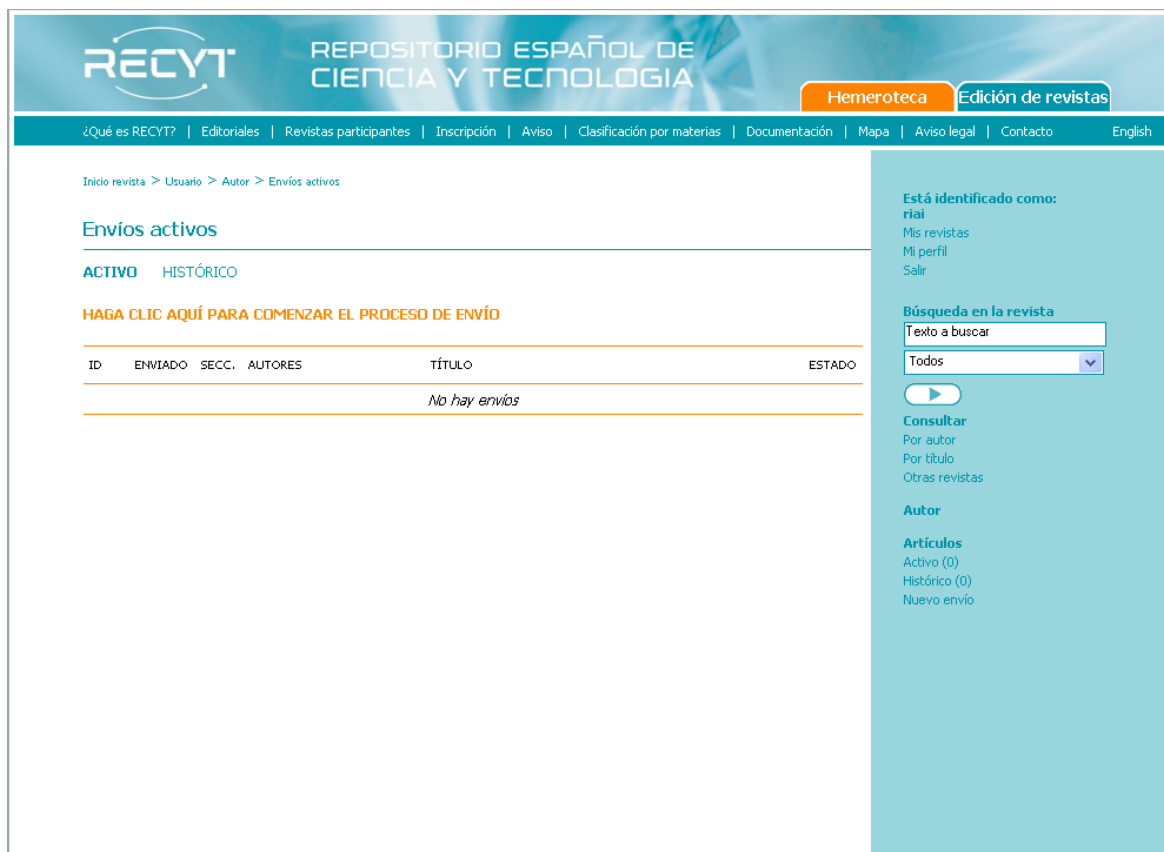 RECYT
REPOSITORIO ESPAÑOL DE
CIENCIA Y TECNOLOGIA
Hemeroteca
Edición de revistas
¿Qué es RECYT? | Editoriales | Revistas participantes | Inscripción | Aviso | Clasificación por materias | Documentación | Mapa | Aviso legal | Contacto English
Inicio revista > Usuario > Autor > Envíos activos
Envíos activos
ACTIVO HISTÓRICO
HAGA CLIC AQUÍ PARA COMENZAR EL PROCESO DE ENVÍO
ID ENVIADO SECC. AUTORES TÍTULO ESTADO
No hay envíos
Está identificado como:
riai
Mis revistas
Mi perfil
Salir
Búsqueda en la revista
Texto a buscar
Todos
Consultar
Por autor
Por título
Otras revistas
Autor
Artículos
Activo (0)
Histórico (0)
Nuevo envío